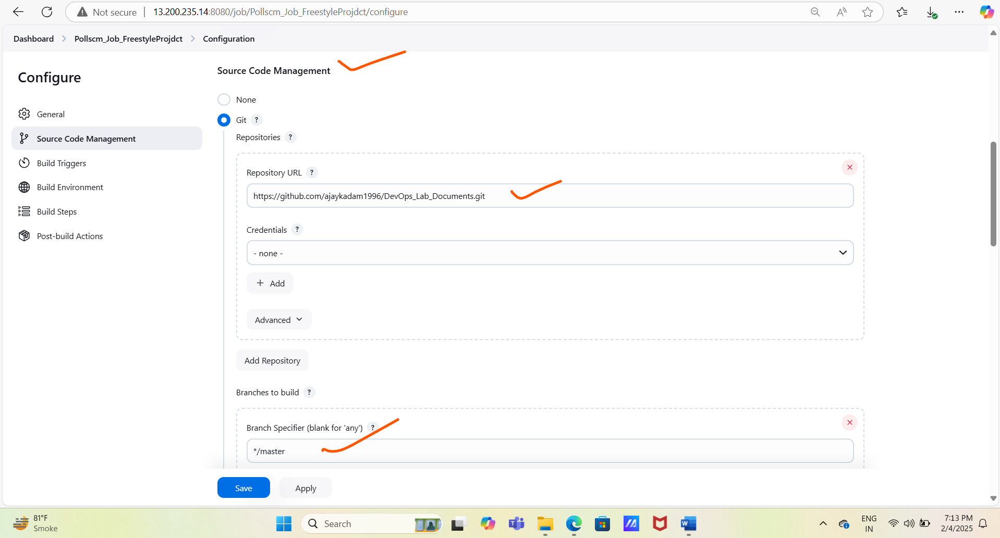 Not secure
13.200.235.14:8080/job/Pollscm_Job_FreestyleProjdct/configure
Dashboard > Pollscm_Job_FreestyleProjdct > Configuration
Configure
General
Source Code Management
Build Triggers
Build Environment
Build Steps
Post-build Actions
Source Code Management
None
Git ?
Repositories ?
Repository URL ?
https://github.com/ajaykadam1996/DevOps_Lab_Documents.git
Credentials ?
- none -
+ Add
Advanced
Add Repository
Branches to build ?
Branch Specifier (blank for 'any') ?
*/master
Save
Apply
81°F
Smoke
Search
ENG
IN
7:13 PM
2/4/2025